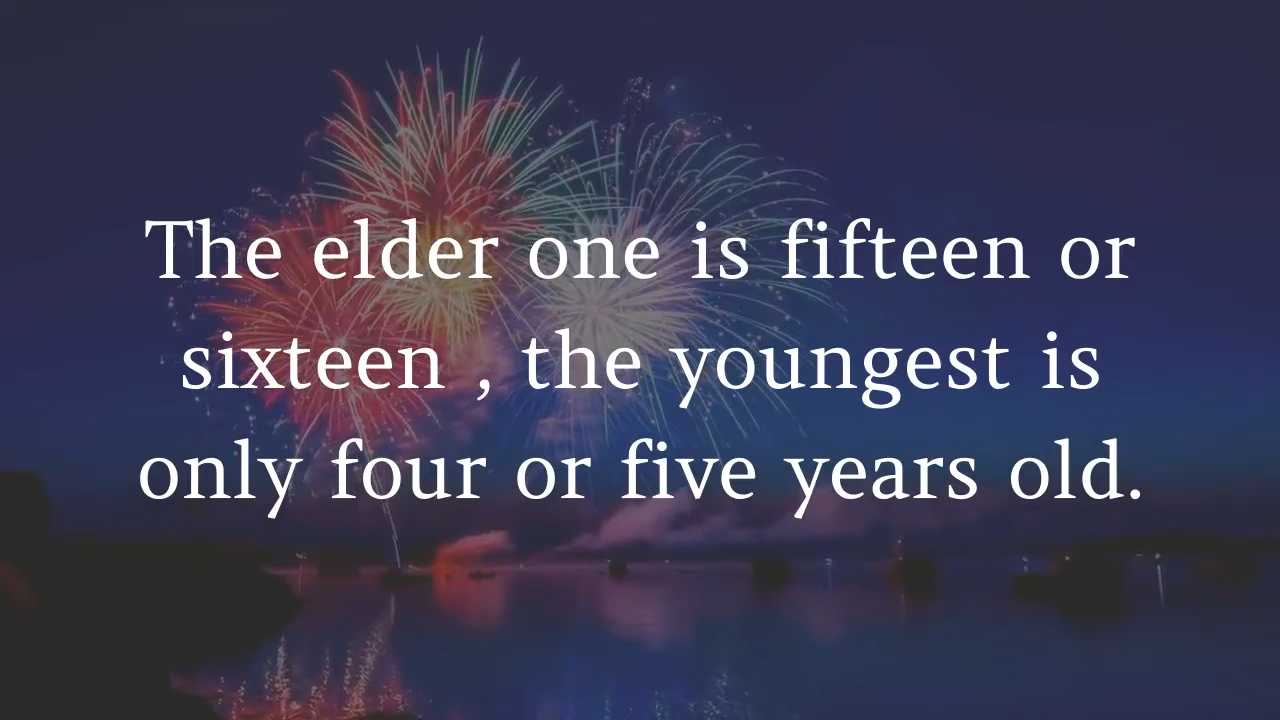 The elder one is fifteen or
sixteen , the youngest is
only four or five years old.